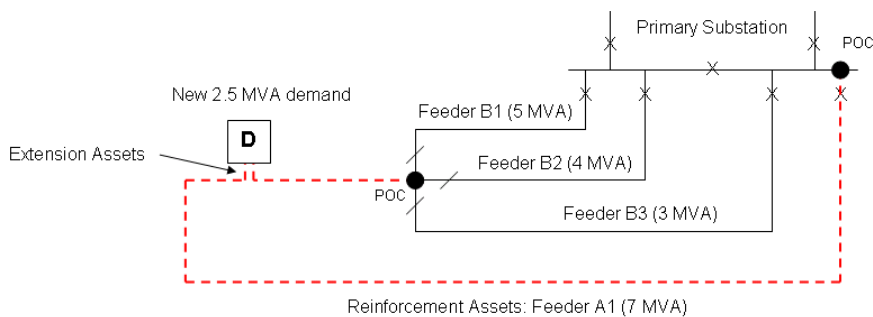 Primary Substation
POC
New 2.5 MVA demand
Feeder B1 (5 MVA)
D
Extension Assets
Feeder B2 (4 MVA)
POC
Feeder B3 (3 MVA)
Reinforcement Assets: Feeder A1 (7 MVA)